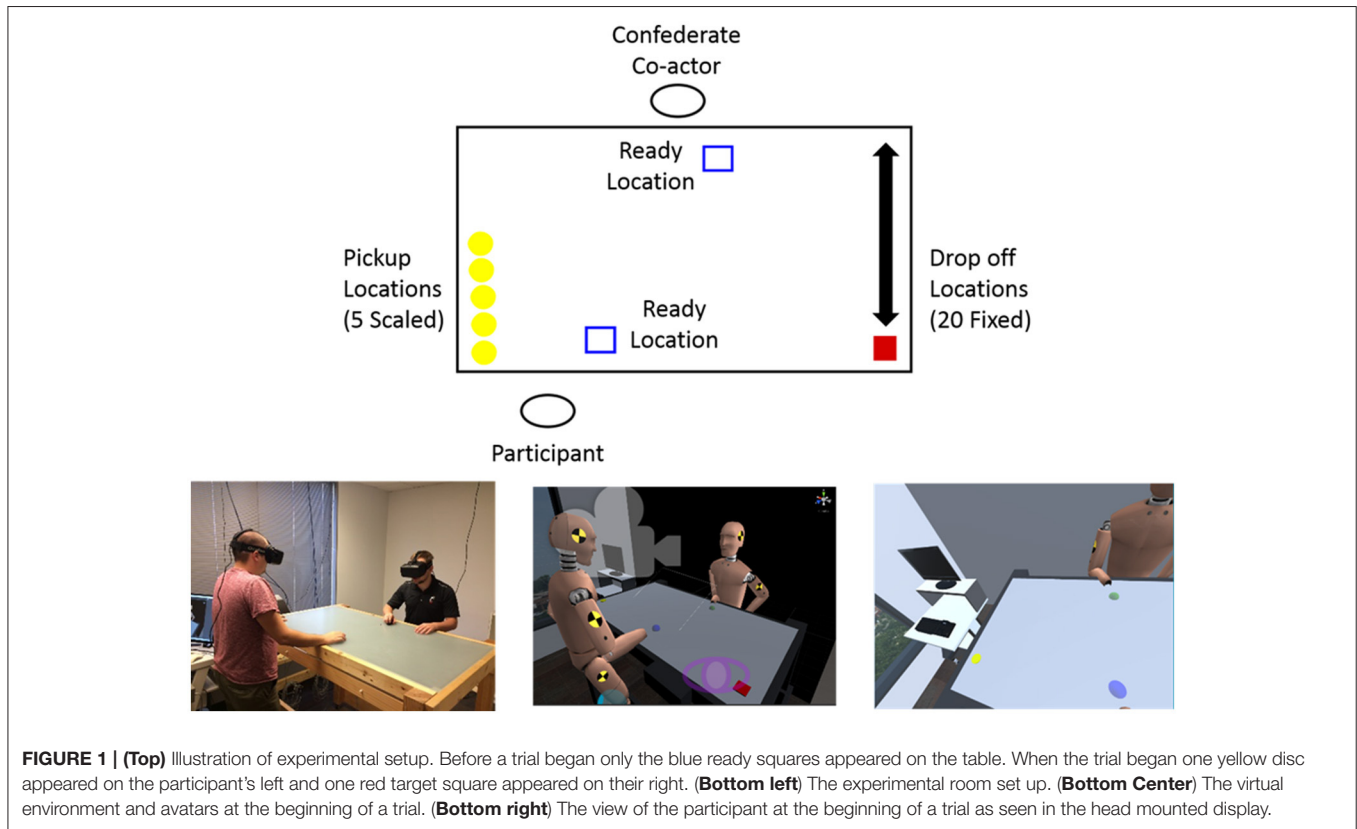 Confederate
Co-actor
Ready
Location
Pickup
Locations
(5 Scaled)
Drop off
Locations
(20 Fixed)
Ready
Location
Participant
FIGURE 1 | (Top) Illustration of experimental setup. Before a trial began only the blue ready squares appeared on the table. When the trial began one yellow disc
appeared on the participant's left and one red target square appeared on their right. (Bottom left) The experimental room set up. (Bottom Center) The virtual
environment and avatars at the beginning of a trial. (Bottom right) The view of the participant at the beginning of a trial as seen in the head mounted display.